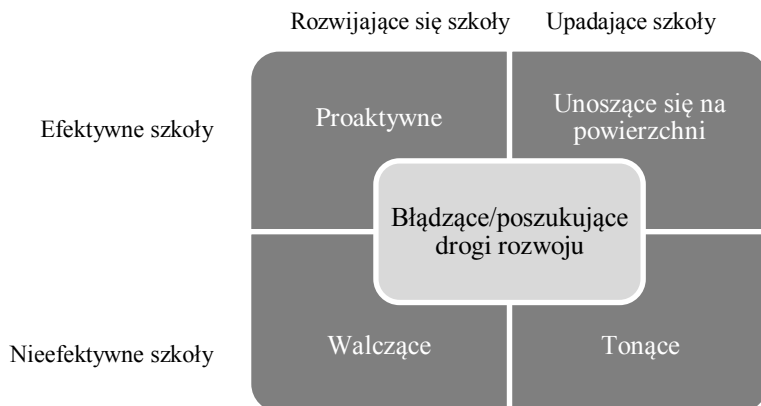 Rozwijające się szkoły
Upadające szkoły
Efektywne szkoły
Proaktywne
Unoszące się na
powierzchni
Błądzące/poszukujące
drogi rozwoju
Nieefektywne szkoły
Walczące
Tonące